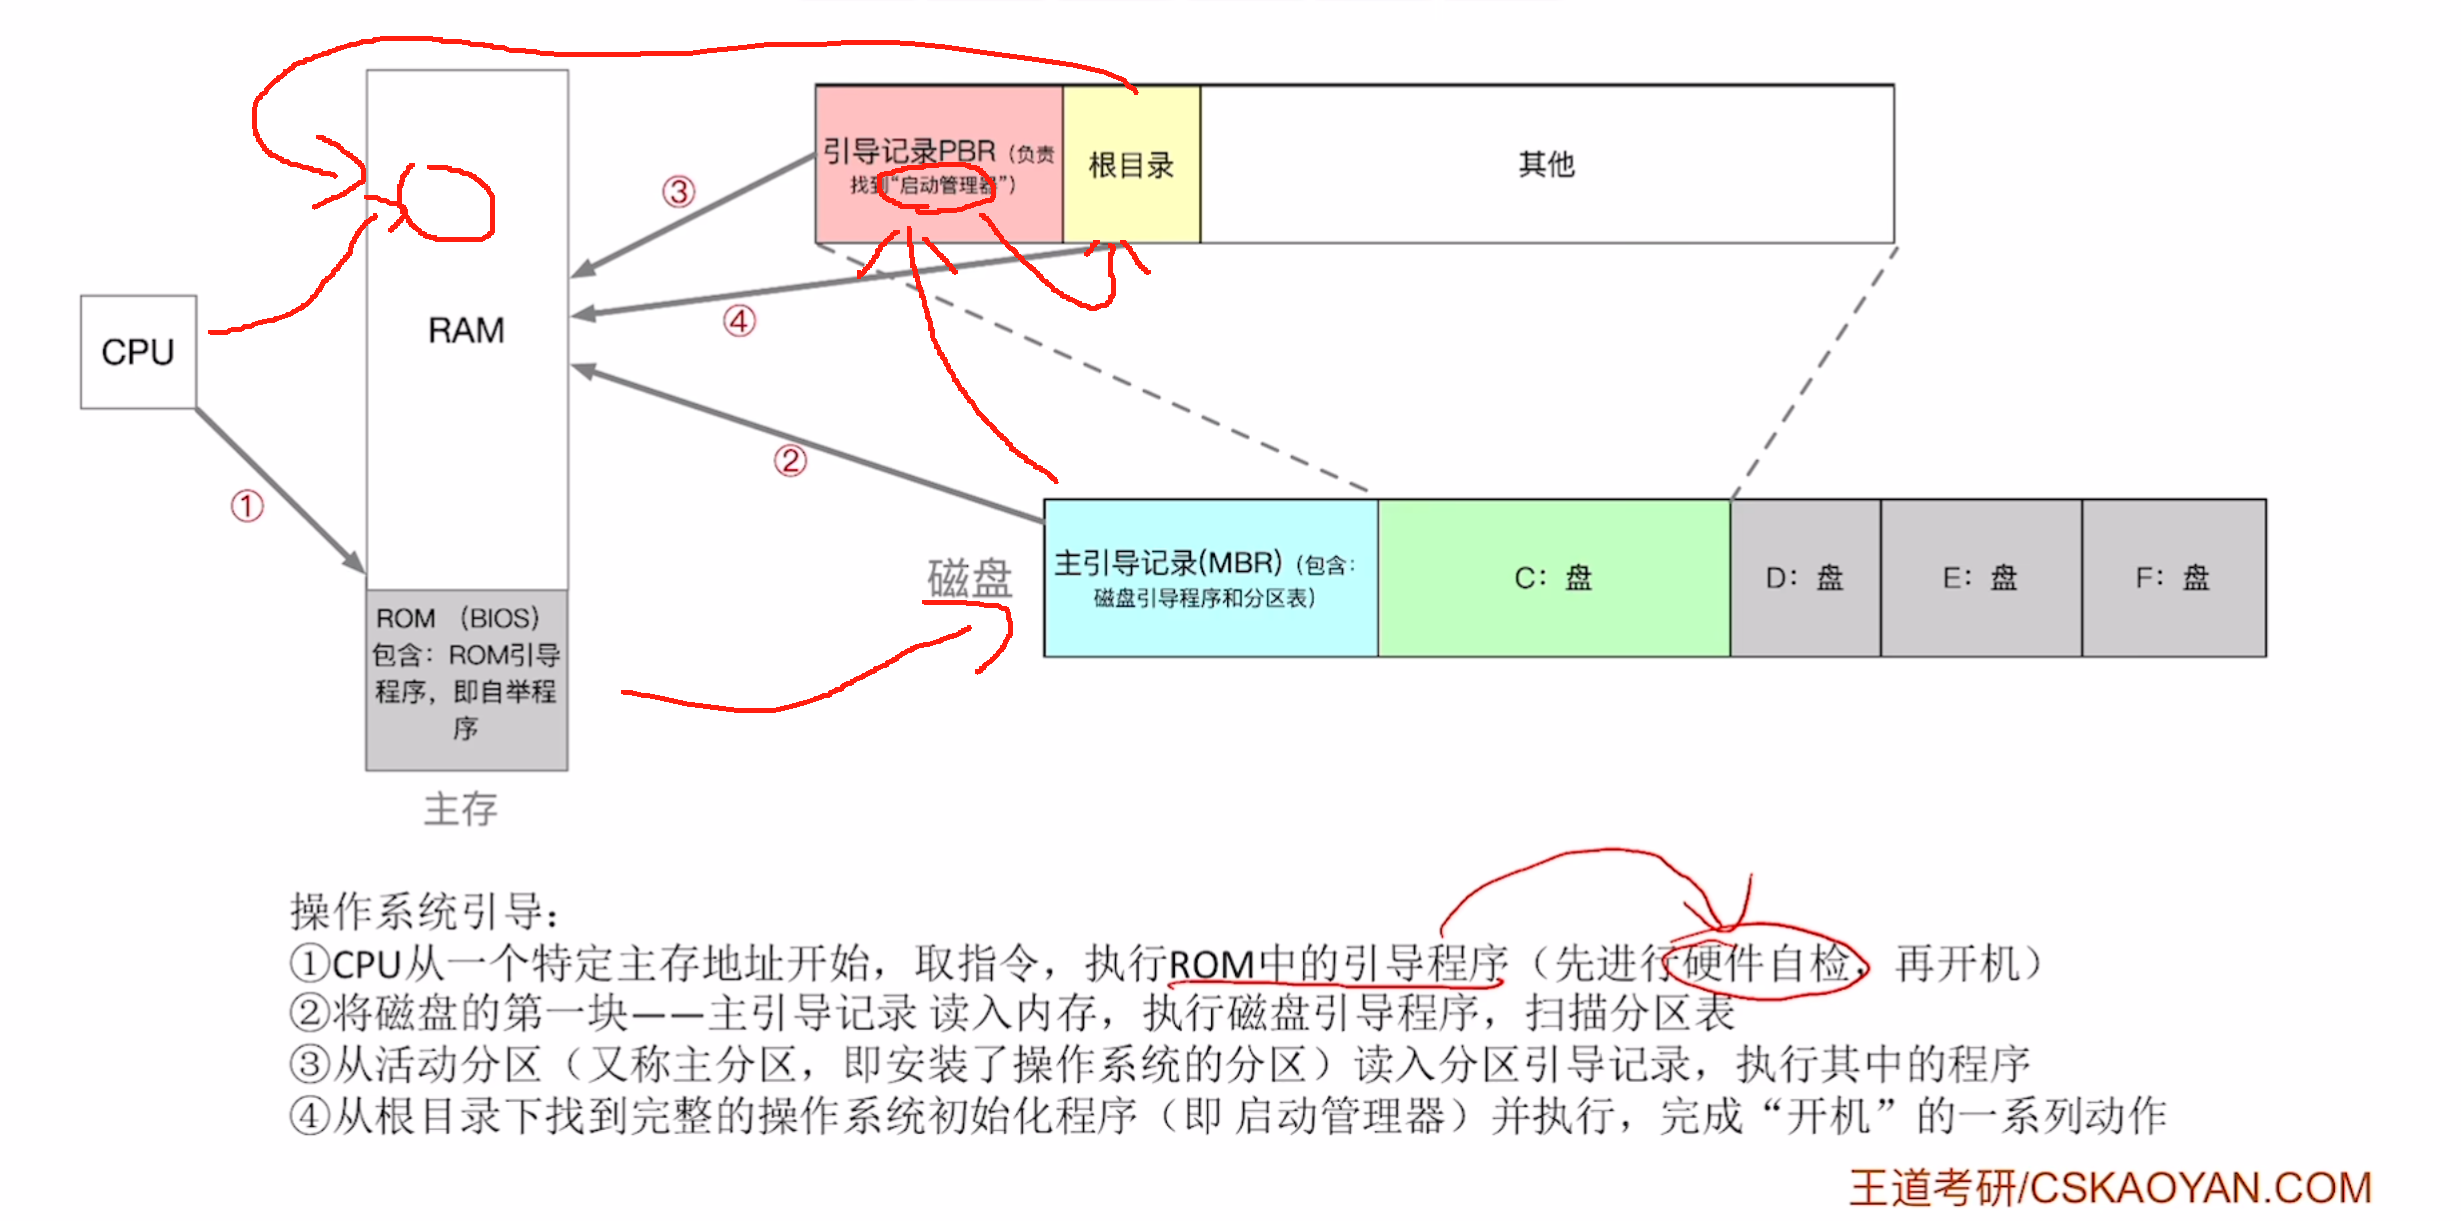 引导记录PBR（负责
找到“启动管理器”）
根目录
其他
③
④
②
①
CPU
RAM
ROM （BIOS）
包含：ROM引导
程序，即自举程
序
主存
磁盘
主引导记录(MBR)（包含：
磁盘引导程序和分区表）
C：盘
D：盘
E：盘
F：盘
操作系统引导：
①CPU从一个特定主存地址开始，取指令，执行ROM中的引导程序（先进行硬件自检，再开机）
②将磁盘的第一块——主引导记录 读入内存，执行磁盘引导程序，扫描分区表
③从活动分区（又称主分区，即安装了操作系统的分区）读入分区引导记录，执行其中的程序
④从根目录下找到完整的操作系统初始化程序（即 启动管理器）并执行，完成“开机”的一系列动作
王道考研/CSKAOYAN.COM